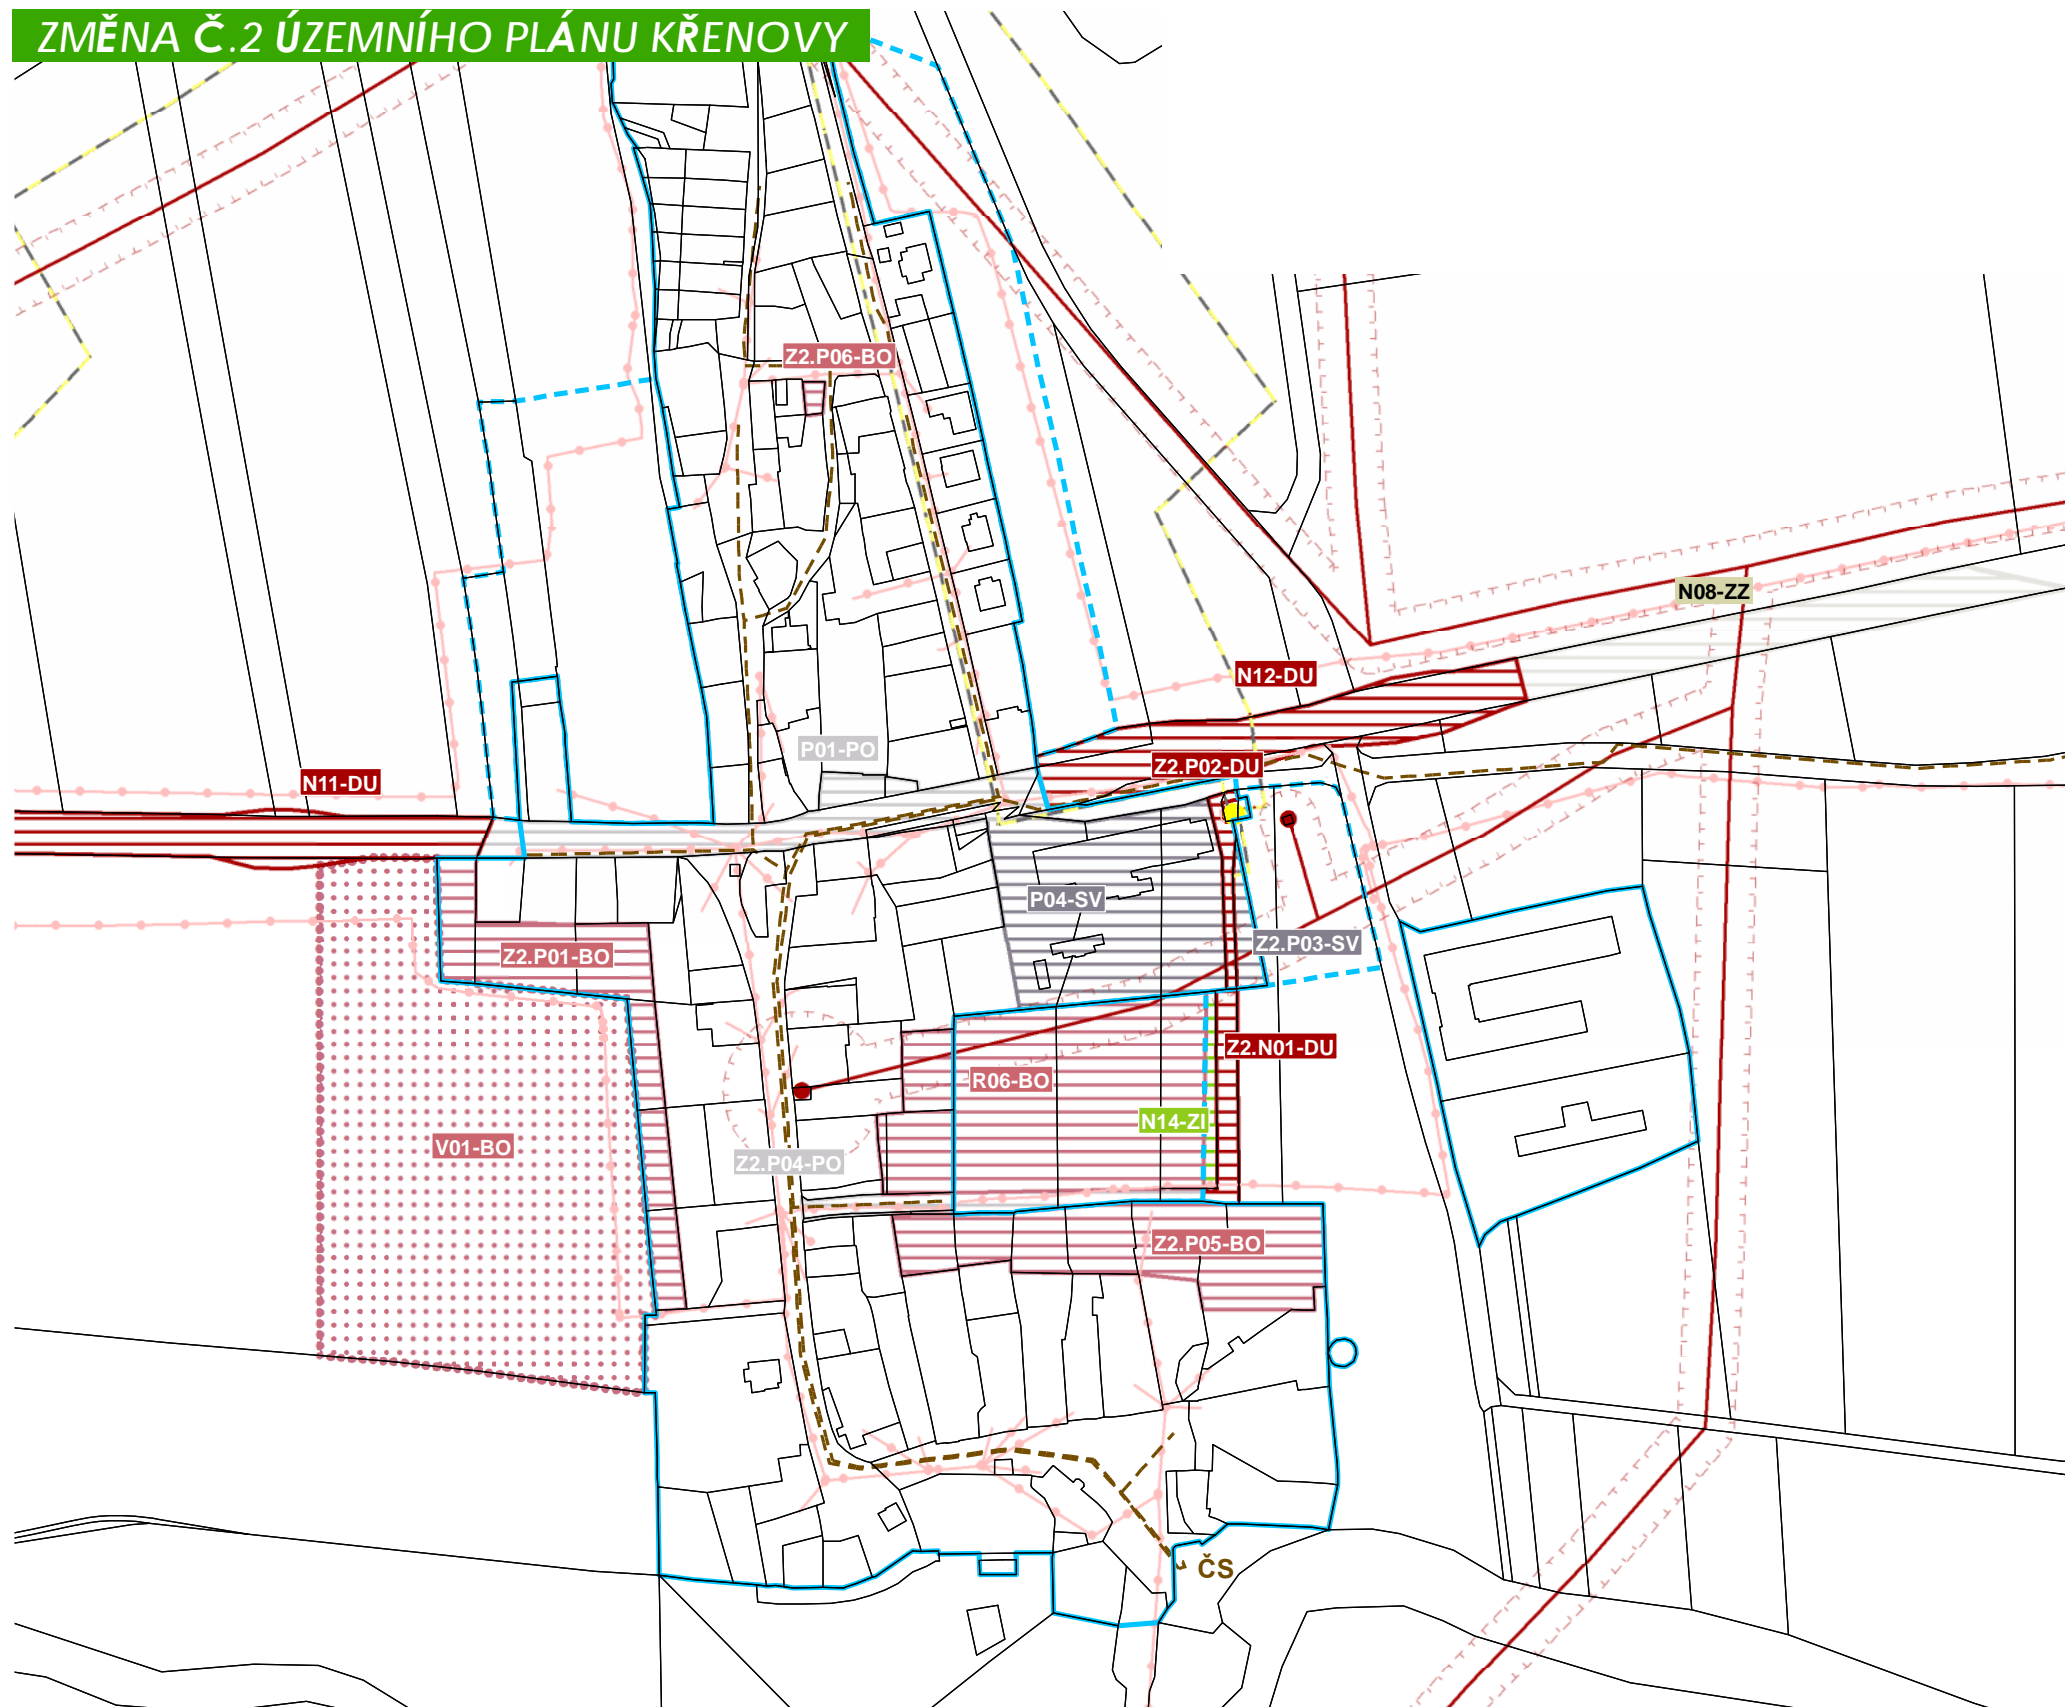 ZMĚNA Č.2 ÚZEMNÍHO PLÁNU KŘENOVY
Z2.P06-BO
N08-ZZ
N12-DU
P01-PO
Z2.P02-DU
N11-DU
P04-SV
Z2.P03-SV
Z2.P01-BO
Z2.N01-DU
R06-BO
N14-ZI
V01-BO
Z2.P04-PO
Z2.P05-BO
ČS